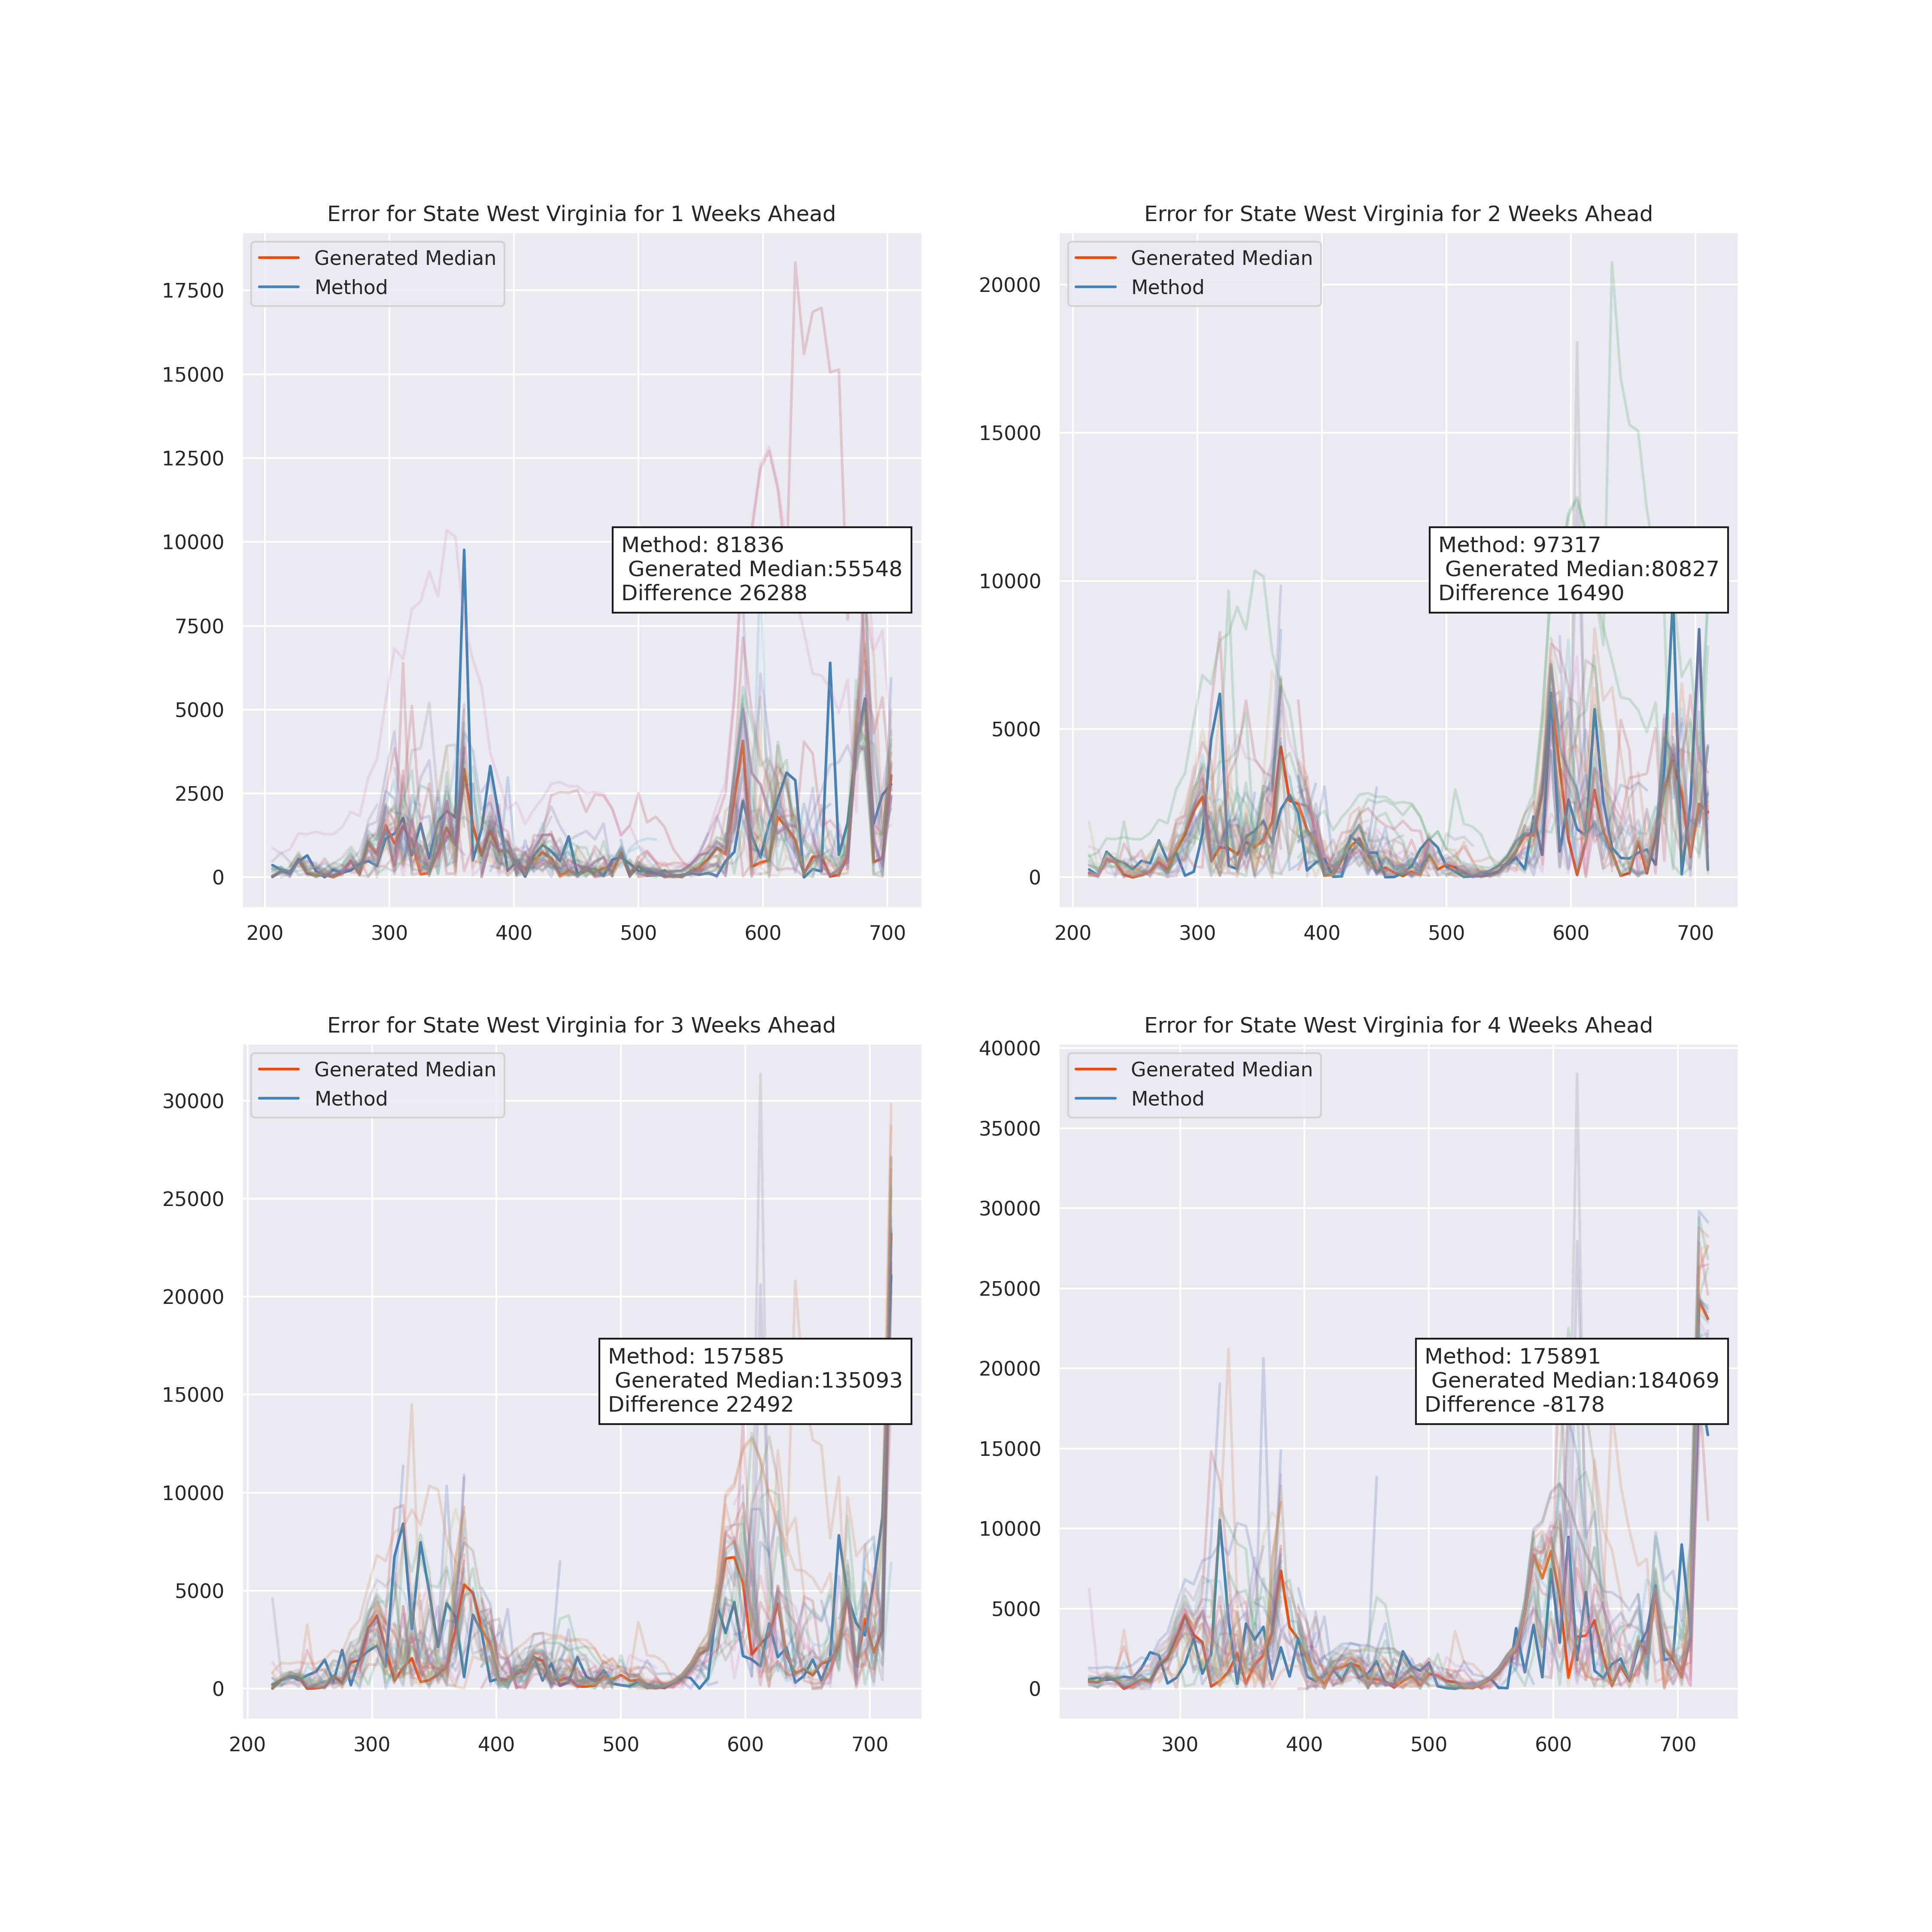 Error for State West Virginia for 1 Weeks Ahead
Generated Median
Method
17500
15000
12500
10000
7500
5000
2500
0
Method: 81836
Generated Median:55548
Difference 26288
200 300 400 500 600 700
Error for State West Virginia for 2 Weeks Ahead
Generated Median
Method
20000
15000
10000
5000
0
Method: 97317
Generated Median:80827
Difference 16490
200 300 400 500 600 700
Error for State West Virginia for 3 Weeks Ahead
Generated Median
Method
30000
25000
20000
15000
10000
5000
0
Method: 157585
Generated Median:135093
Difference 22492
200 300 400 500 600 700
Error for State West Virginia for 4 Weeks Ahead
Generated Median
Method
40000
35000
30000
25000
20000
15000
10000
5000
0
Method: 175891
Generated Median:184069
Difference -8178
300 400 500 600 700